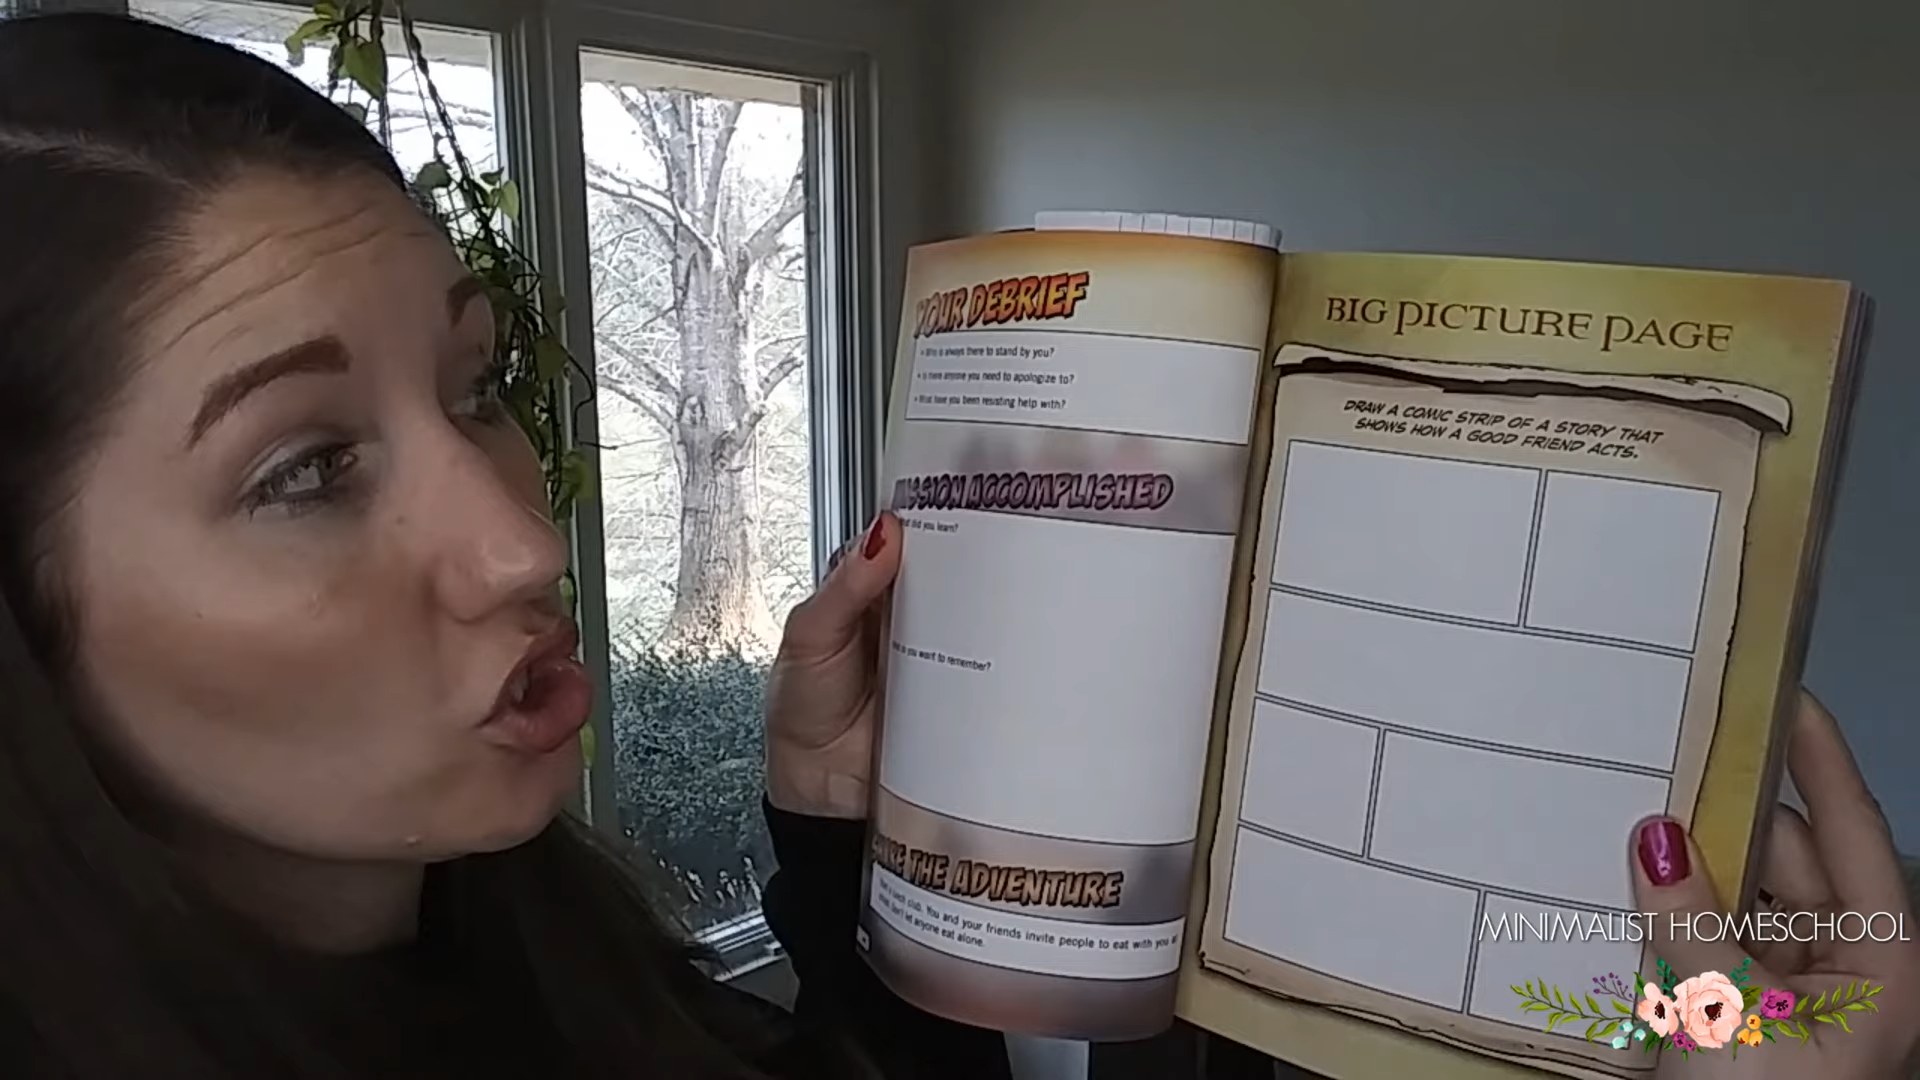 YOUR DEBRIEF
• Who is always there to stand by you?
• Is there anyone you need to apologize to?
• What have you been resisting help with?
MISSION ACCOMPLISHED
What did you learn?
do you want to remember?
SHARE THE ADVENTURE
lunch club. You and your friends invite people to eat with you
don't let anyone eat alone.
BIG PICTURE PAGE
DRAW A COMIC STRIP OF A STORY THAT
SHOWS HOW A GOOD FRIEND ACTS.
MINIMALIST HOMESCHOOL